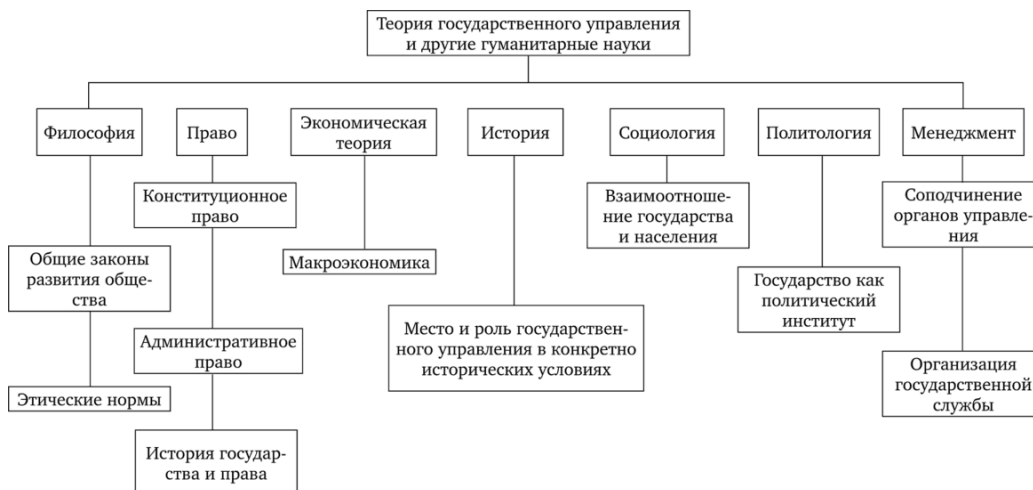 Теория государственного управления
и другие гуманитарные науки
Философия
Право
Экономическая
теория
История
Социология
Политология
Менеджмент
Конституционное
право
Взаимоотноше-
ние государства
и населения
Соподчинение
органов управле-
ния
Общие законы
развития обще-
ства
Макроэкономика
Государство как
политический
институт
Место и роль государствен-
ного управления в конкретно
исторических условиях
Административное
право
Организация
государственной
службы
Этические нормы
История государ-
ства и права